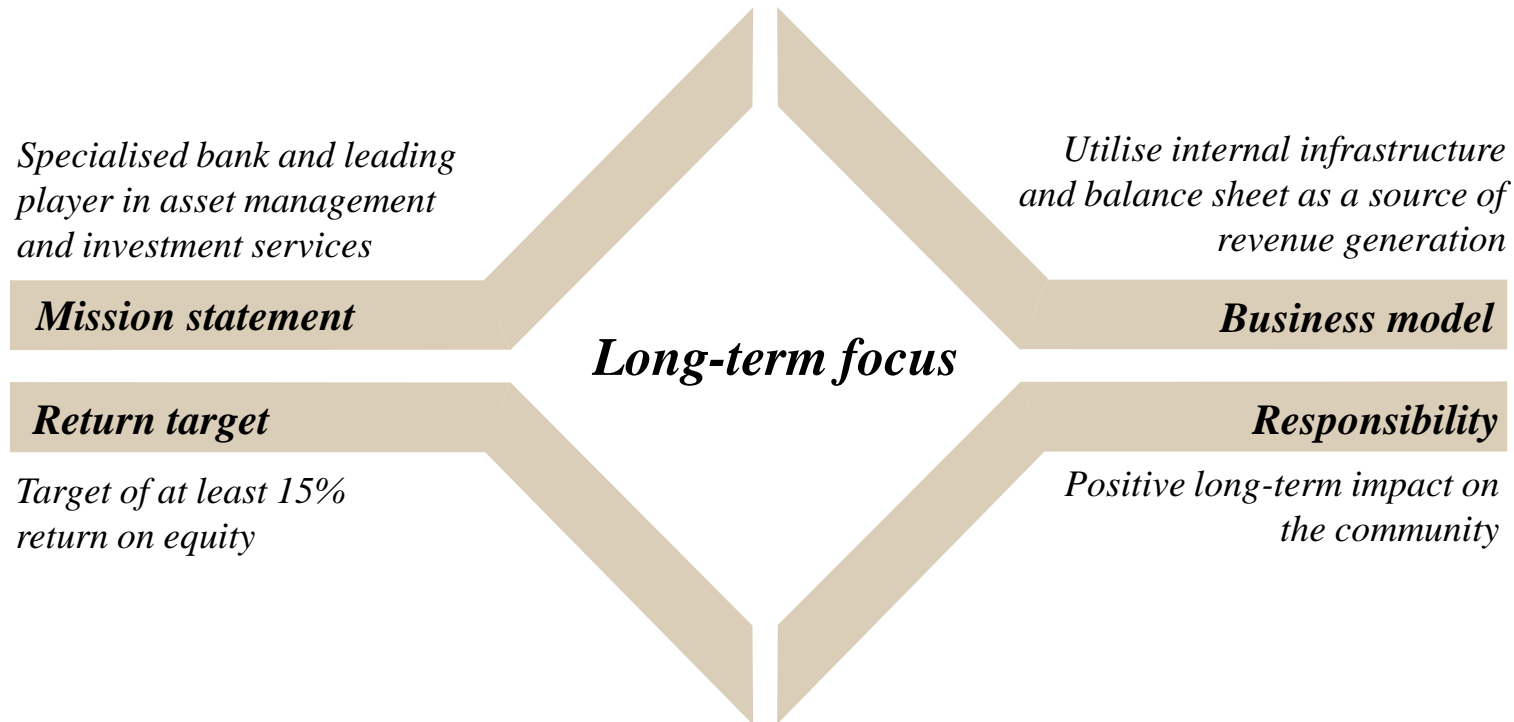 Specialised bank and leading
player in asset management
and investment services
Mission statement
Utilise internal infrastructure
and balance sheet as a source of
revenue generation
Business model
Long-term focus
Return target
Target of at least 15%
return on equity
Responsibility
Positive long-term impact on
the community